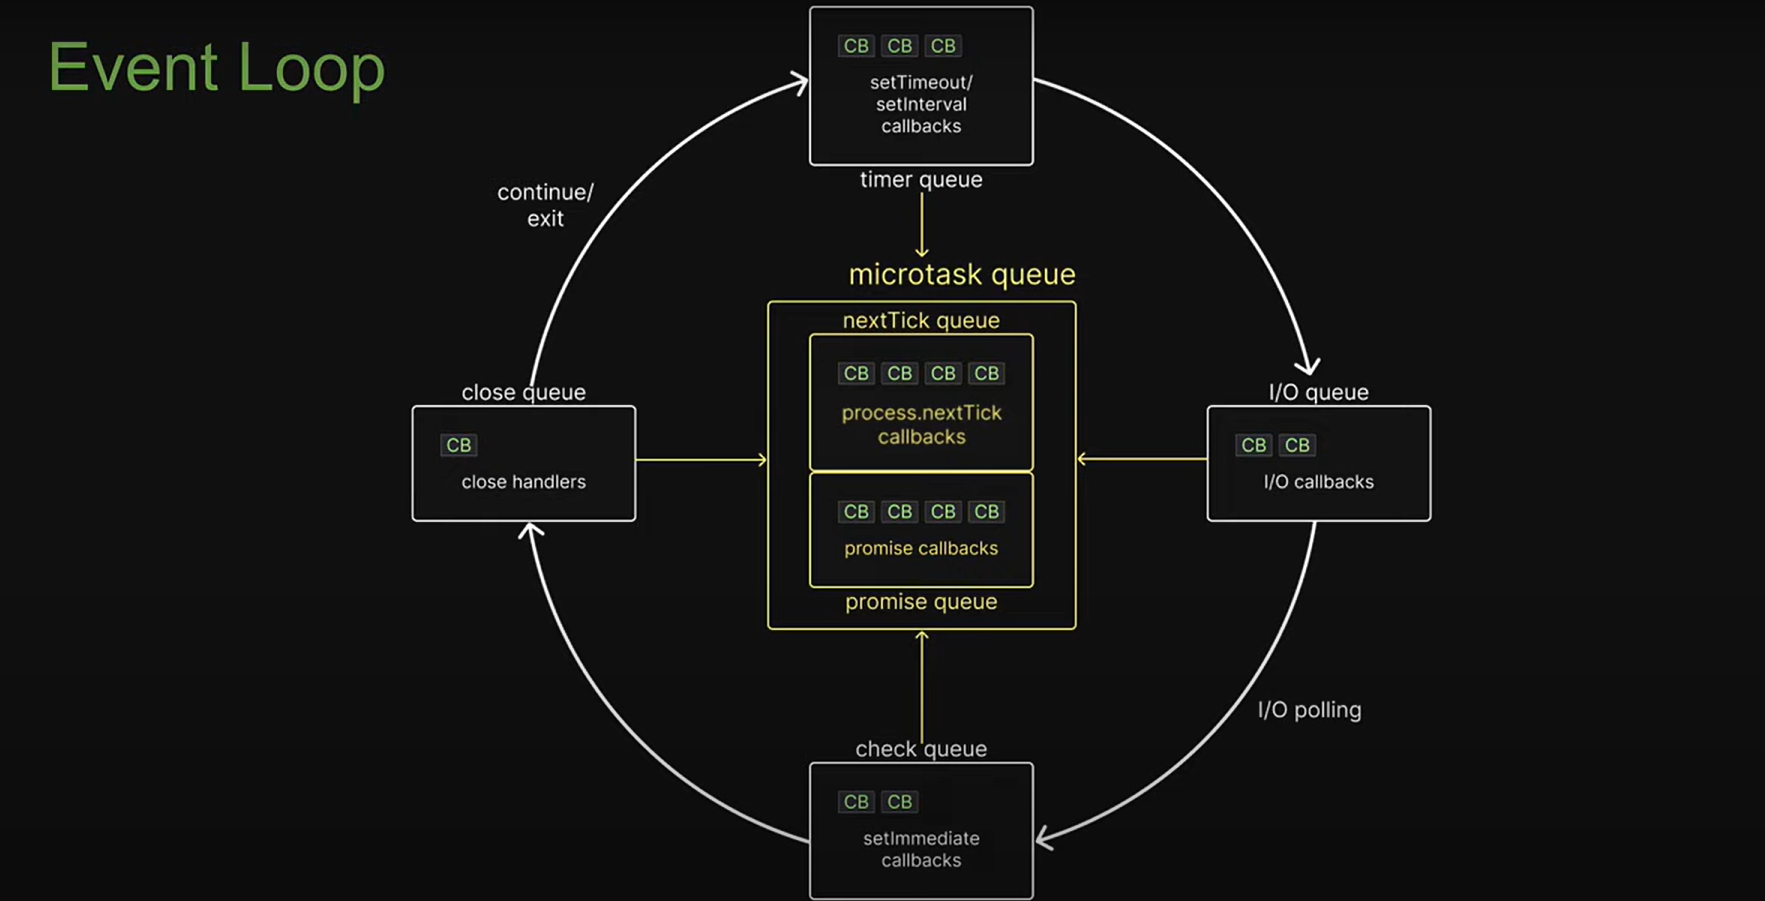 Event Loop
CB CB CB
setTimeout/
setInterval
callbacks
timer queue
continue/
exit
microtask queue
nextTick queue
CB CB CB CB
process.nextTick
callbacks
CB CB CB CB
promise callbacks
promise queue
close queue
CB
close handlers
I/O queue
CB CB
I/O callbacks
I/O polling
check queue
CB CB
setImmediate
callbacks